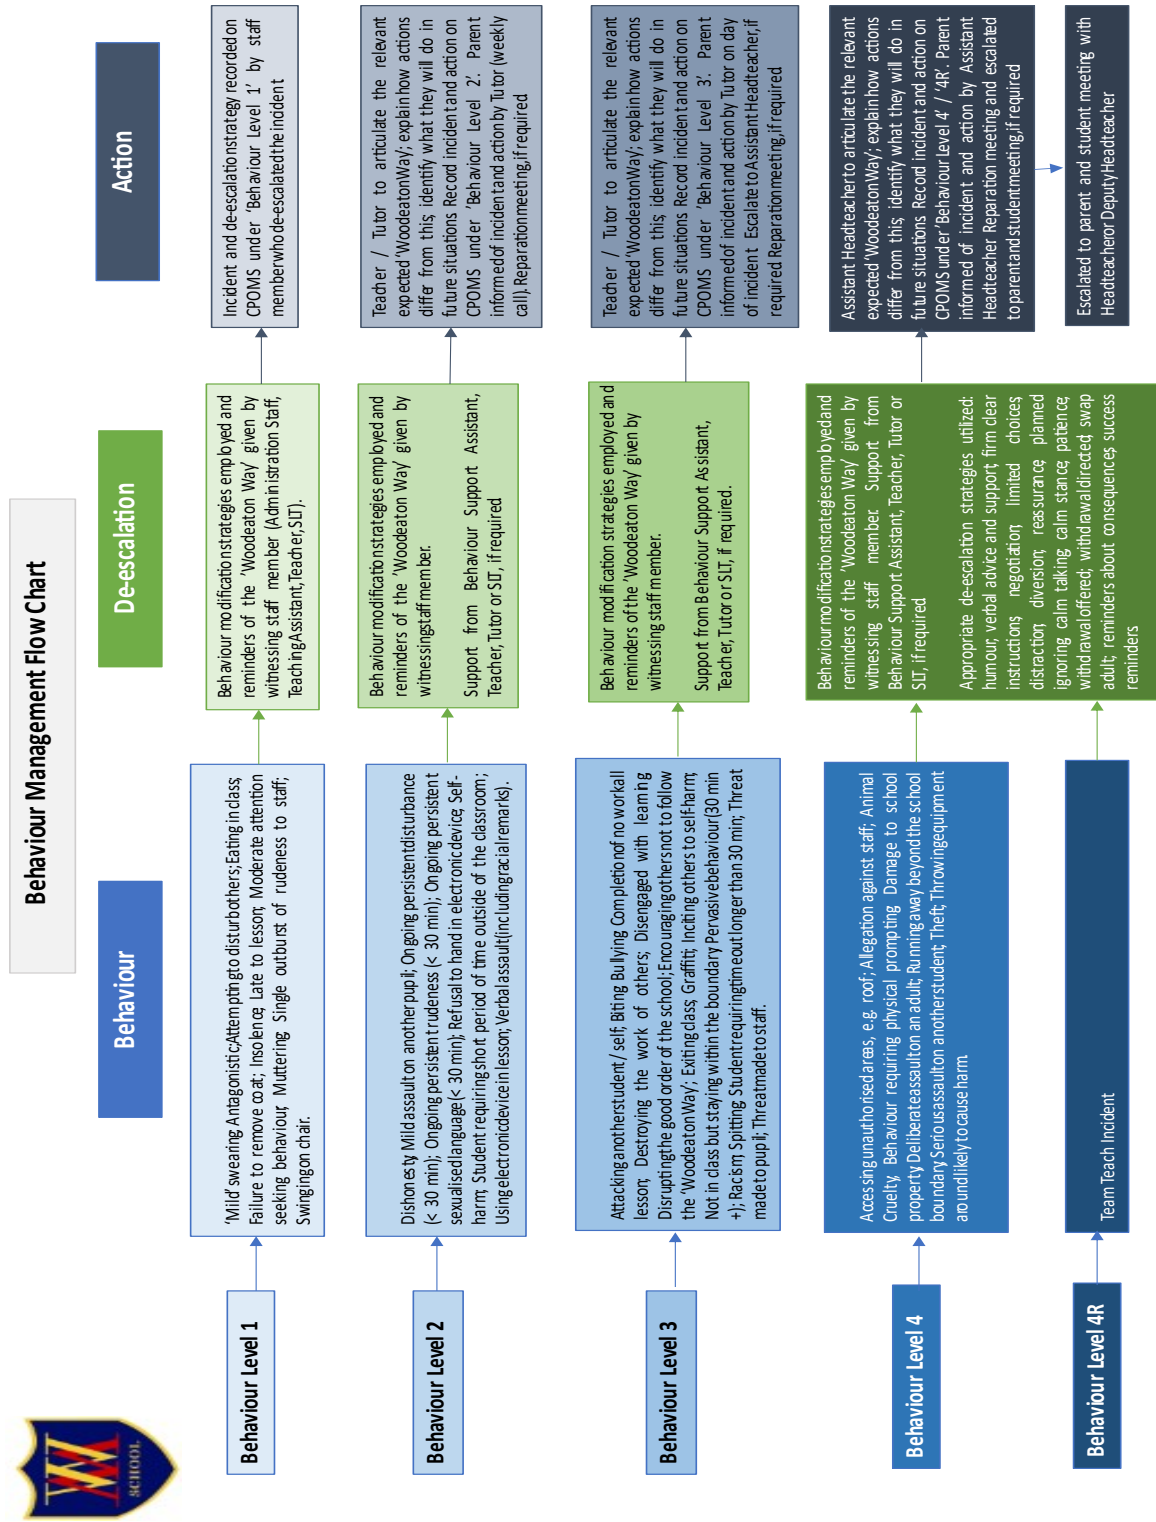 Behaviour Management Flow Chart
Behaviour
De-escalation
Action
Behaviour Level 1
'Mild' swearing; Antagonistic; Attempting to disturb others; Eating in class;
Failure to remove coat; Insolence; Late to lesson; Moderate attention
seeking behaviour; Muttering; Single outburst of rudeness to staff;
Swinging on chair.
Behaviour modification strategies employed and
reminders of the 'Woodeaton Way' given by
witnessing staff member (Administration Staff,
Teaching Assistant, Teacher, SLT).
Incident and de-escalation strategy recorded on
CPOMS under 'Behaviour Level 1' by staff
member who de-escalated the incident
Behaviour Level 2
Dishonesty; Mild assault on another pupil; Ongoing persistent disturbance
(< 30 min); Ongoing persistent rudeness (< 30 min); Ongoing persistent
sexualised language (< 30 min); Refusal to hand in electronic device; Self-
harm; Student requiring short period of time outside of the classroom;
Using electronic device in lesson; Verbal assault (including racial remarks).
Behaviour modification strategies employed and
reminders of the 'Woodeaton Way' given by
witnessing staff member.
Support from Behaviour Support Assistant,
Teacher, Tutor or SLT, if required
Teacher / Tutor to articulate the relevant
expected 'Woodeaton Way'; explain how actions
differ from this; identify what they will do in
future situations Record incident and action on
CPOMS under 'Behaviour Level 2'. Parent
informed of incident and action by Tutor (weekly
call). Reparation meeting, if required
Behaviour Level 3
Attacking another student / self; Biting Bullying Completion of no work all
lesson; Destroying the work of others; Disengaged with learning
Disrupting the good order of the school; Encouraging others not to follow
the 'Woodeaton Way'; Exiting class; Graffiti; Inciting others to self-harm;
Not in class but staying within the boundary Pervasive behaviour (30 min
+); Racism; Spitting Student requiring time out longer than 30 min; Threat
made to pupil; Threat made to staff.
Behaviour modification strategies employed and
reminders of the 'Woodeaton Way' given by
witnessing staff member.
Support from Behaviour Support Assistant,
Teacher, Tutor or SLT, if required.
Teacher / Tutor to articulate the relevant
expected 'Woodeaton Way'; explain how actions
differ from this; identify what they will do in
future situations Record incident and action on
CPOMS under 'Behaviour Level 3'. Parent
informed of incident and action by Tutor on day
of incident Escalate to Assistant Headteacher, if
required Reparation meeting, if required
Behaviour Level 4
Accessing unauthorised areas, e.g. roof; Allegation against staff; Animal
Cruelty; Behaviour requiring physical prompting Damage to school
property; Deliberate assault on an adult; Running away beyond the school
boundary; Serious assault on another student; Theft; Throwing equipment
around likely to cause harm.
Behaviour modification strategies employed and
reminders of the 'Woodeaton Way' given by
witnessing staff member. Support from
Behaviour Support Assistant, Teacher, Tutor or
SLT, if required
Appropriate de-escalation strategies utilized:
humour; verbal advice and support; firm clear
instructions; negotiation; limited choices;
distraction; diversion; reassurance planned
ignoring calm talking calm stance; patience;
withdrawal offered; withdrawal directed; swap
adult; reminders about consequences; success
reminders
Assistant Headteacher to articulate the relevant
expected 'Woodeaton Way'; explain how actions
differ from this; identify what they will do in
future situations Record incident and action on
CPOMS under 'Behaviour Level 4' / '4R'. Parent
informed of incident and action by Assistant
Headteacher Reparation meeting and escalated
to parent and student meeting, if required
Behaviour Level 4R
Team Teach Incident
Escalated to parent and student meeting with
Headteacher or Deputy Headteacher
SCHOOL